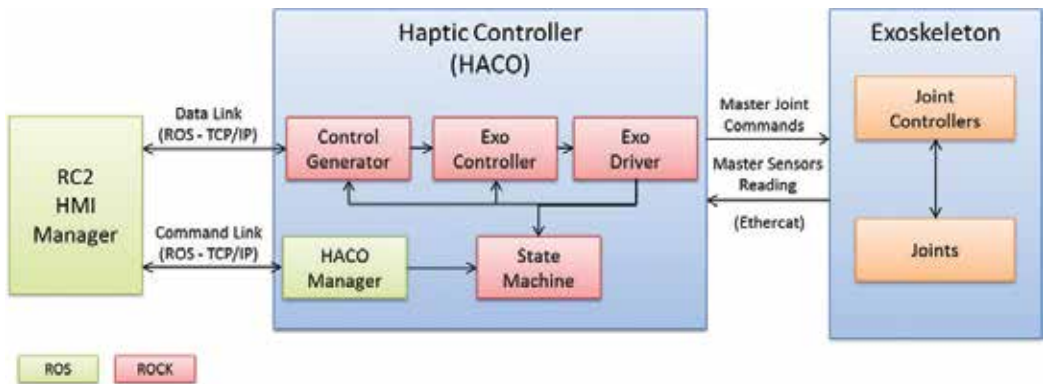 Haptic Controller
(HACO)
Exoskeleton
Data Link
(ROS - TCP/IP)
Control
Generator
Exo
Controller
Exo
Driver
Master Joint
Commands
Joint
Controllers
RC2
HMI
Manager
Master Sensors
Reading
(Ethercat)
Command Link
(ROS - TCP/IP)
HACO
Manager
State
Machine
Joints
ROS
ROCK